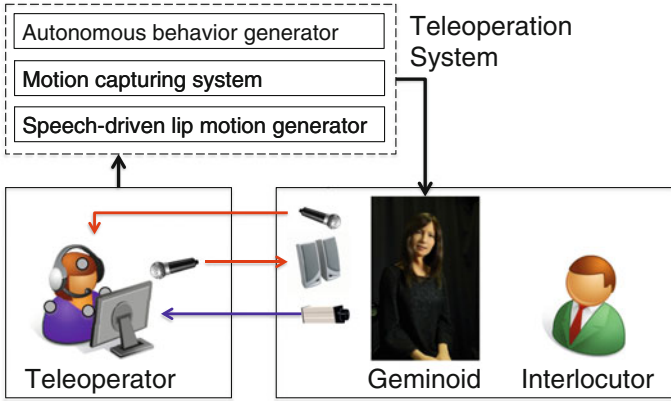 Autonomous behavior generator
Motion capturing system
Speech-driven lip motion generator
Teleoperation
System
Teleoperator
Geminoid
Interlocutor